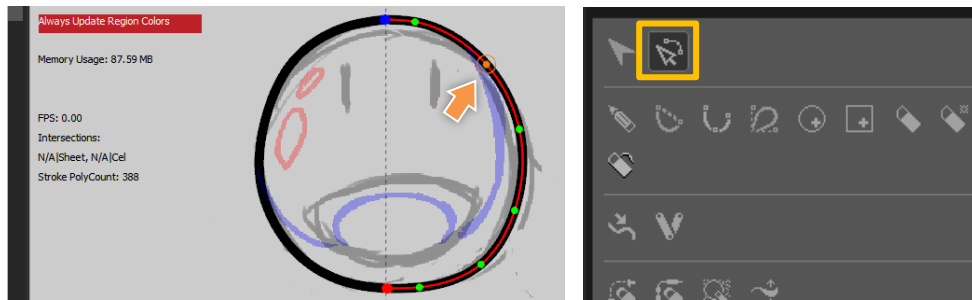 Always Update Region Colors
Memory Usage: 87.59 MB
FPS: 0.00
Intersections:
N/A|Sheet, N/A|Cel
Stroke PolyCount: 388